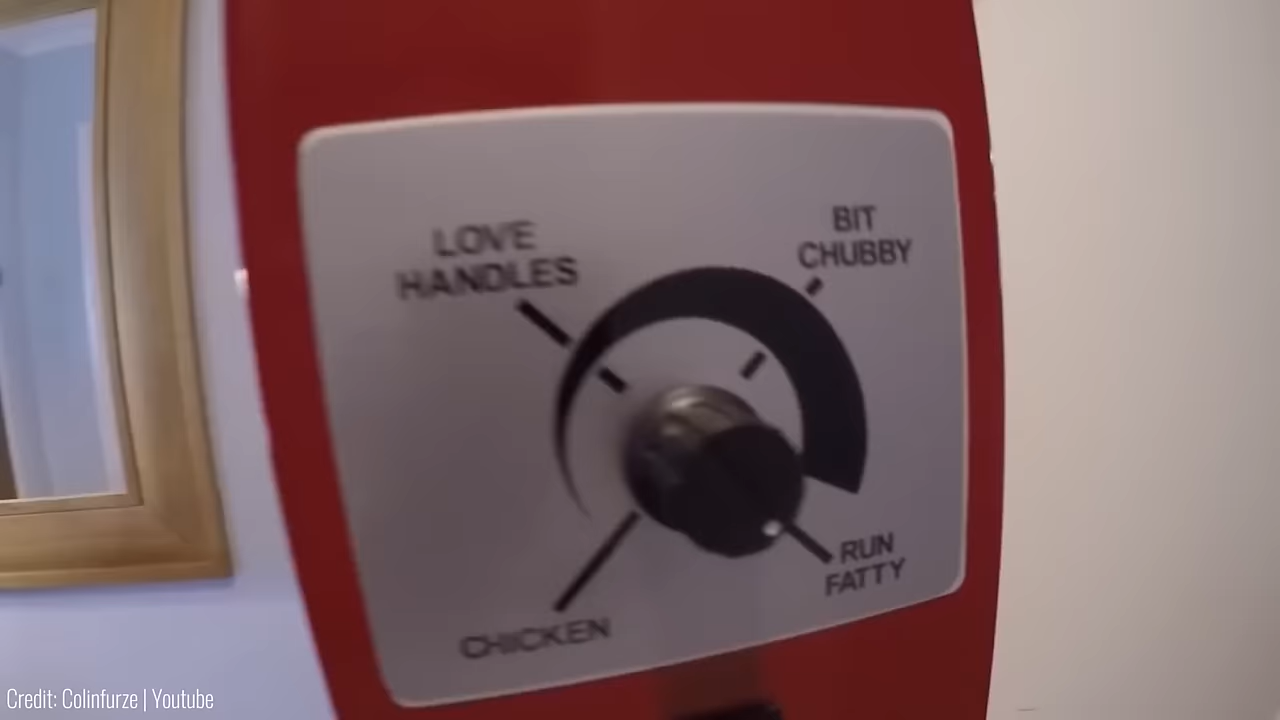 LOVE
HANDLES
BIT
CHUBBY
RUN
FATTY
CHICKEN
Credit: Colinfurze | Youtube